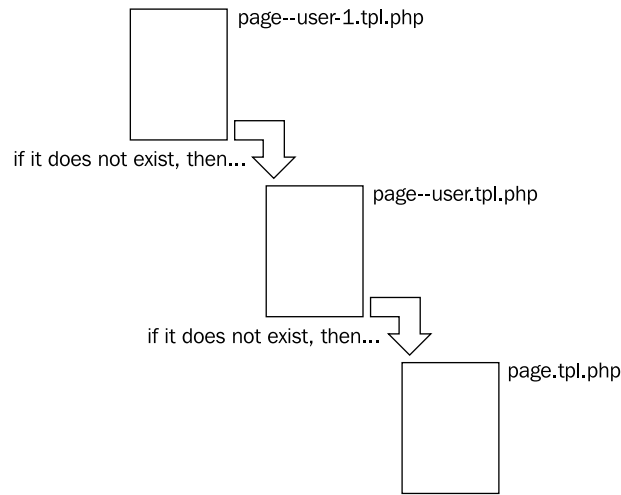 page--user-1.tpl.php
if it does not exist, then...
page--user.tpl.php
if it does not exist, then...
page.tpl.php